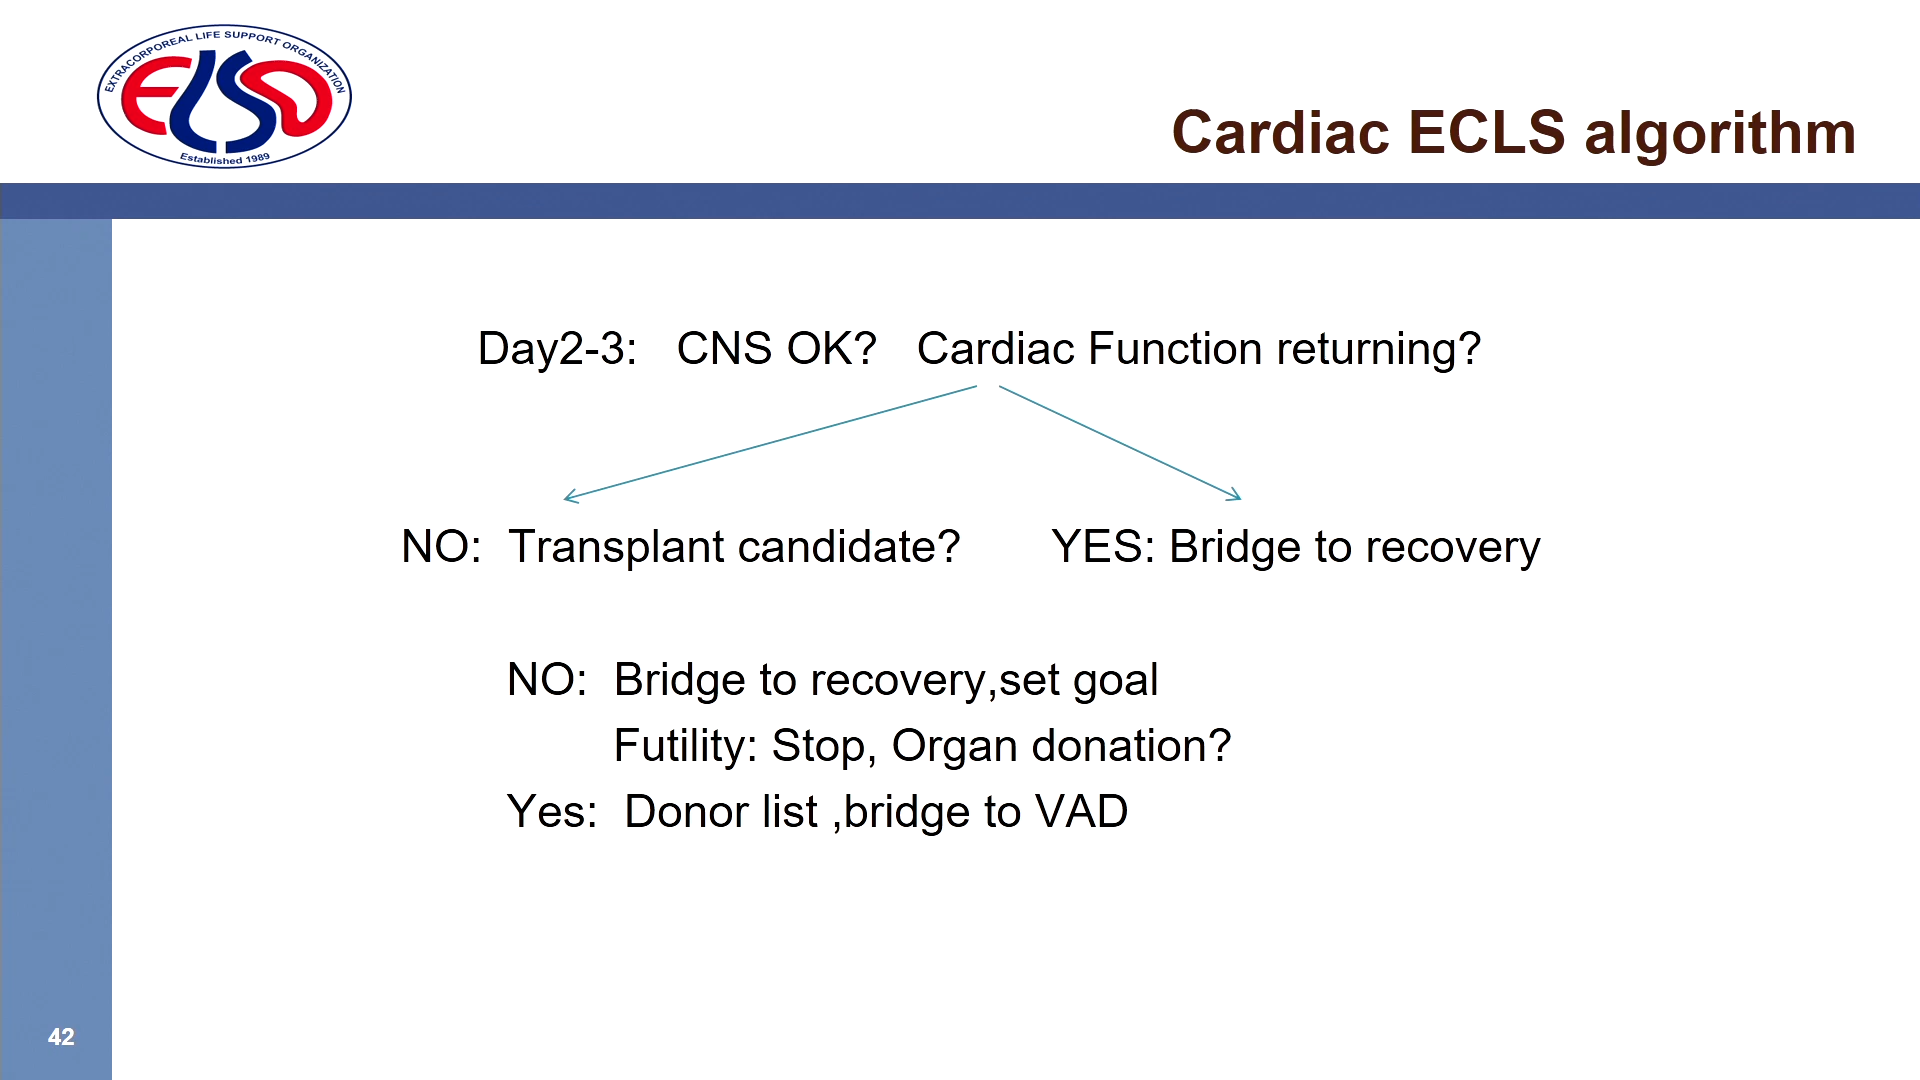 EXTRACORPOREAL LIFE SUPPORT ORGANIZATION
ELSO
Established 1989
Cardiac ECLS algorithm
Day2-3: CNS OK? Cardiac Function returning?
NO: Transplant candidate? YES: Bridge to recovery
NO: Bridge to recovery,set goal
Futility: Stop, Organ donation?
Yes: Donor list ,bridge to VAD
42